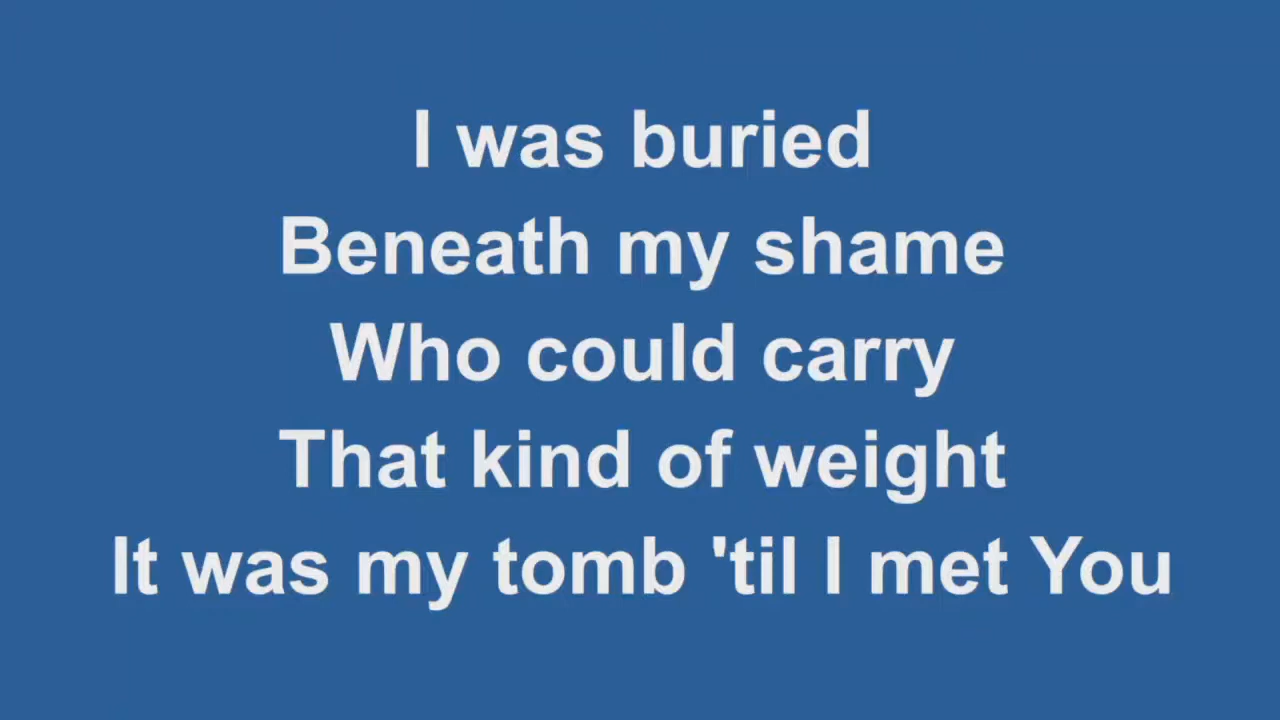 I was buried
Beneath my shame
Who could carry
That kind of weight
It was my tomb 'til I met You